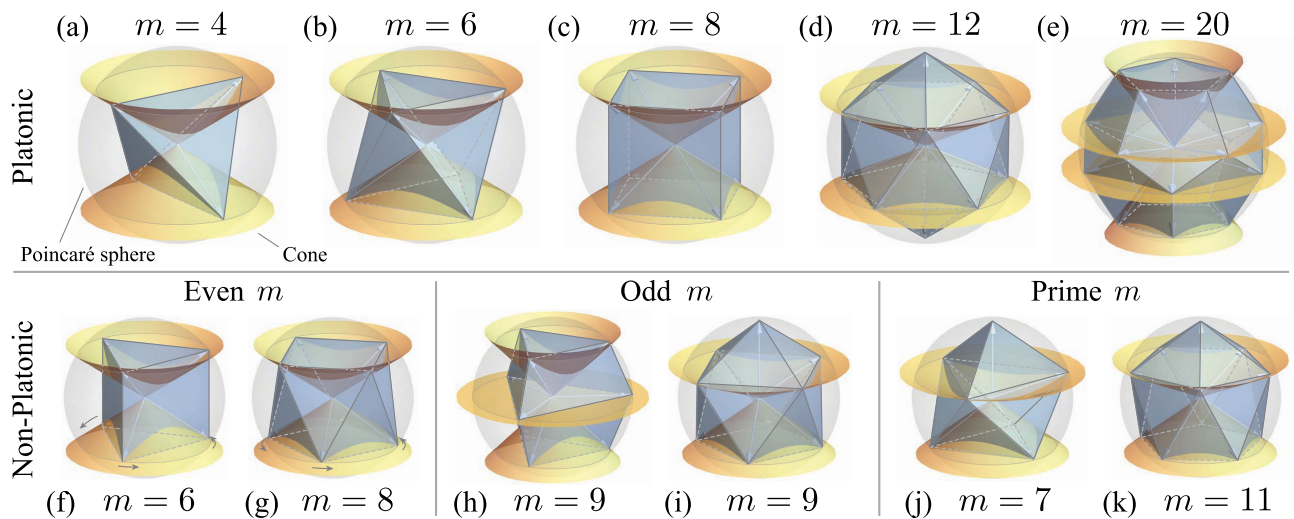 (a) m = 4 (b) m = 6 (c) m = 8 (d) m = 12 (e) m = 20
Platonic
Poincaré sphere
Cone
Even m
Odd m
Prime m
Non-Platonic
(f) m = 6 (g) m = 8 (h) m = 9 (i) m = 9 (j) m = 7 (k) m = 11